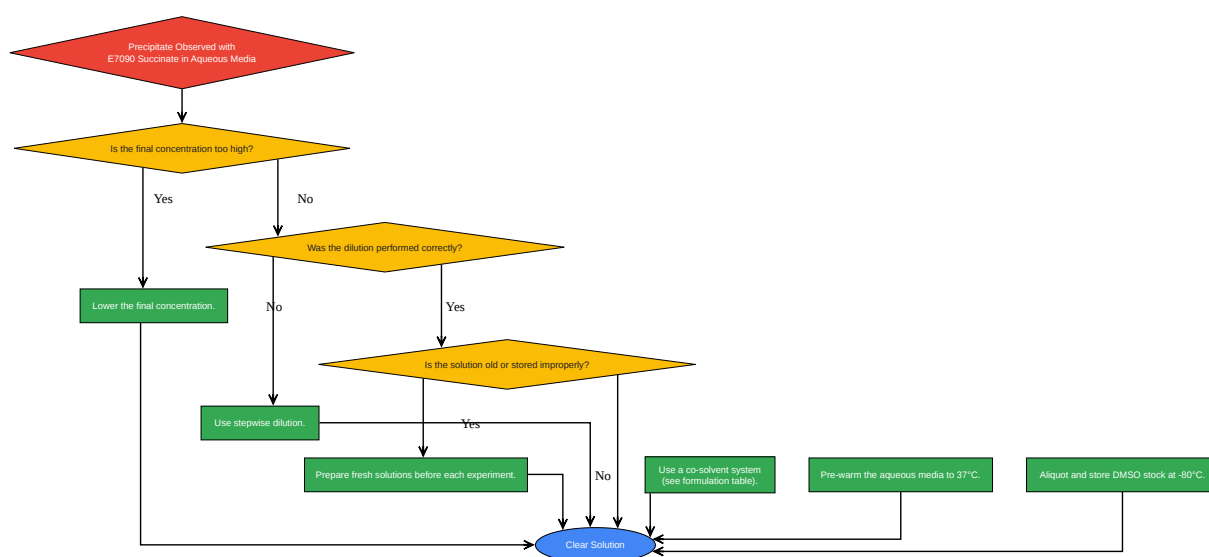 Precipitate Observed with
E7090 Succinate in Aqueous Media
Is the final concentration too high?
Yes
No
Was the dilution performed correctly?
Lower the final concentration.
No
Yes
Is the solution old or stored improperly?
Use stepwise dilution.
Yes
Prepare fresh solutions before each experiment.
No
Use a co-solvent system
(see formulation table).
Pre-warm the aqueous media to 37°C.
Aliquot and store DMSO stock at -80°C.
Clear Solution